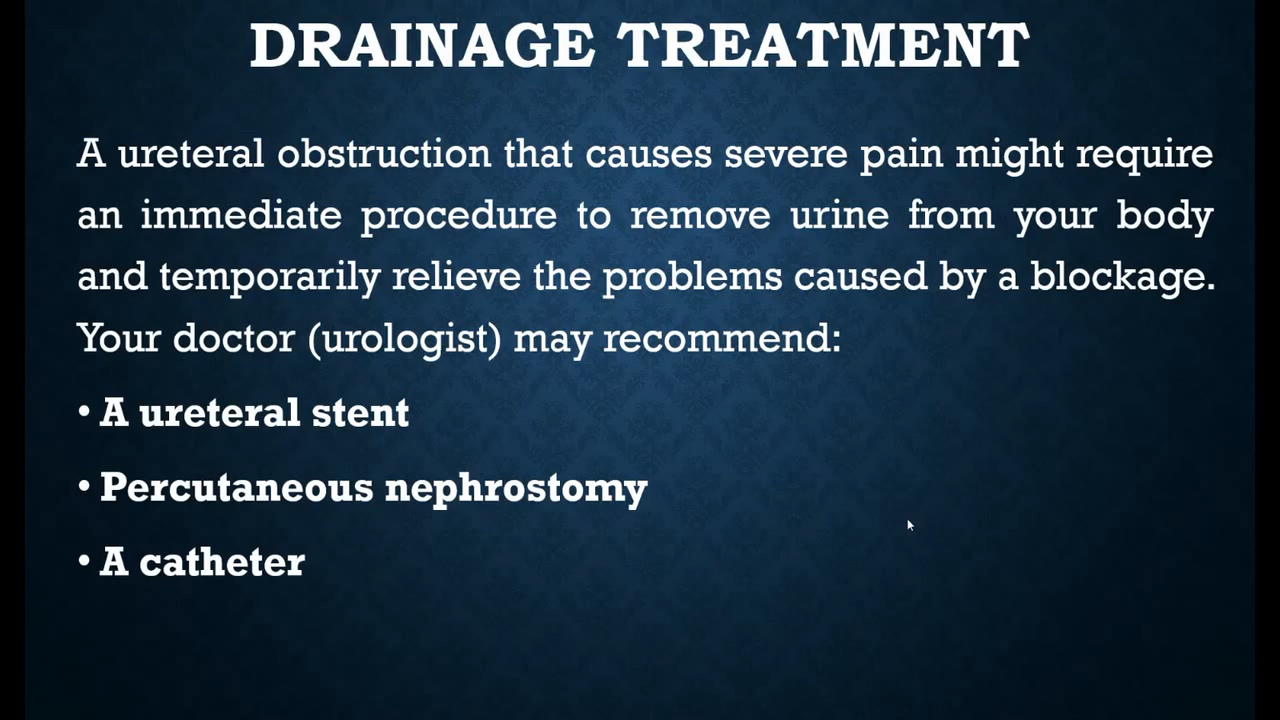 DRAINAGE TREATMENT
A ureteral obstruction that causes severe pain might require
an immediate procedure to remove urine from your body
and temporarily relieve the problems caused by a blockage.
Your doctor (urologist) may recommend:
• A ureteral stent
• Percutaneous nephrostomy
• A catheter